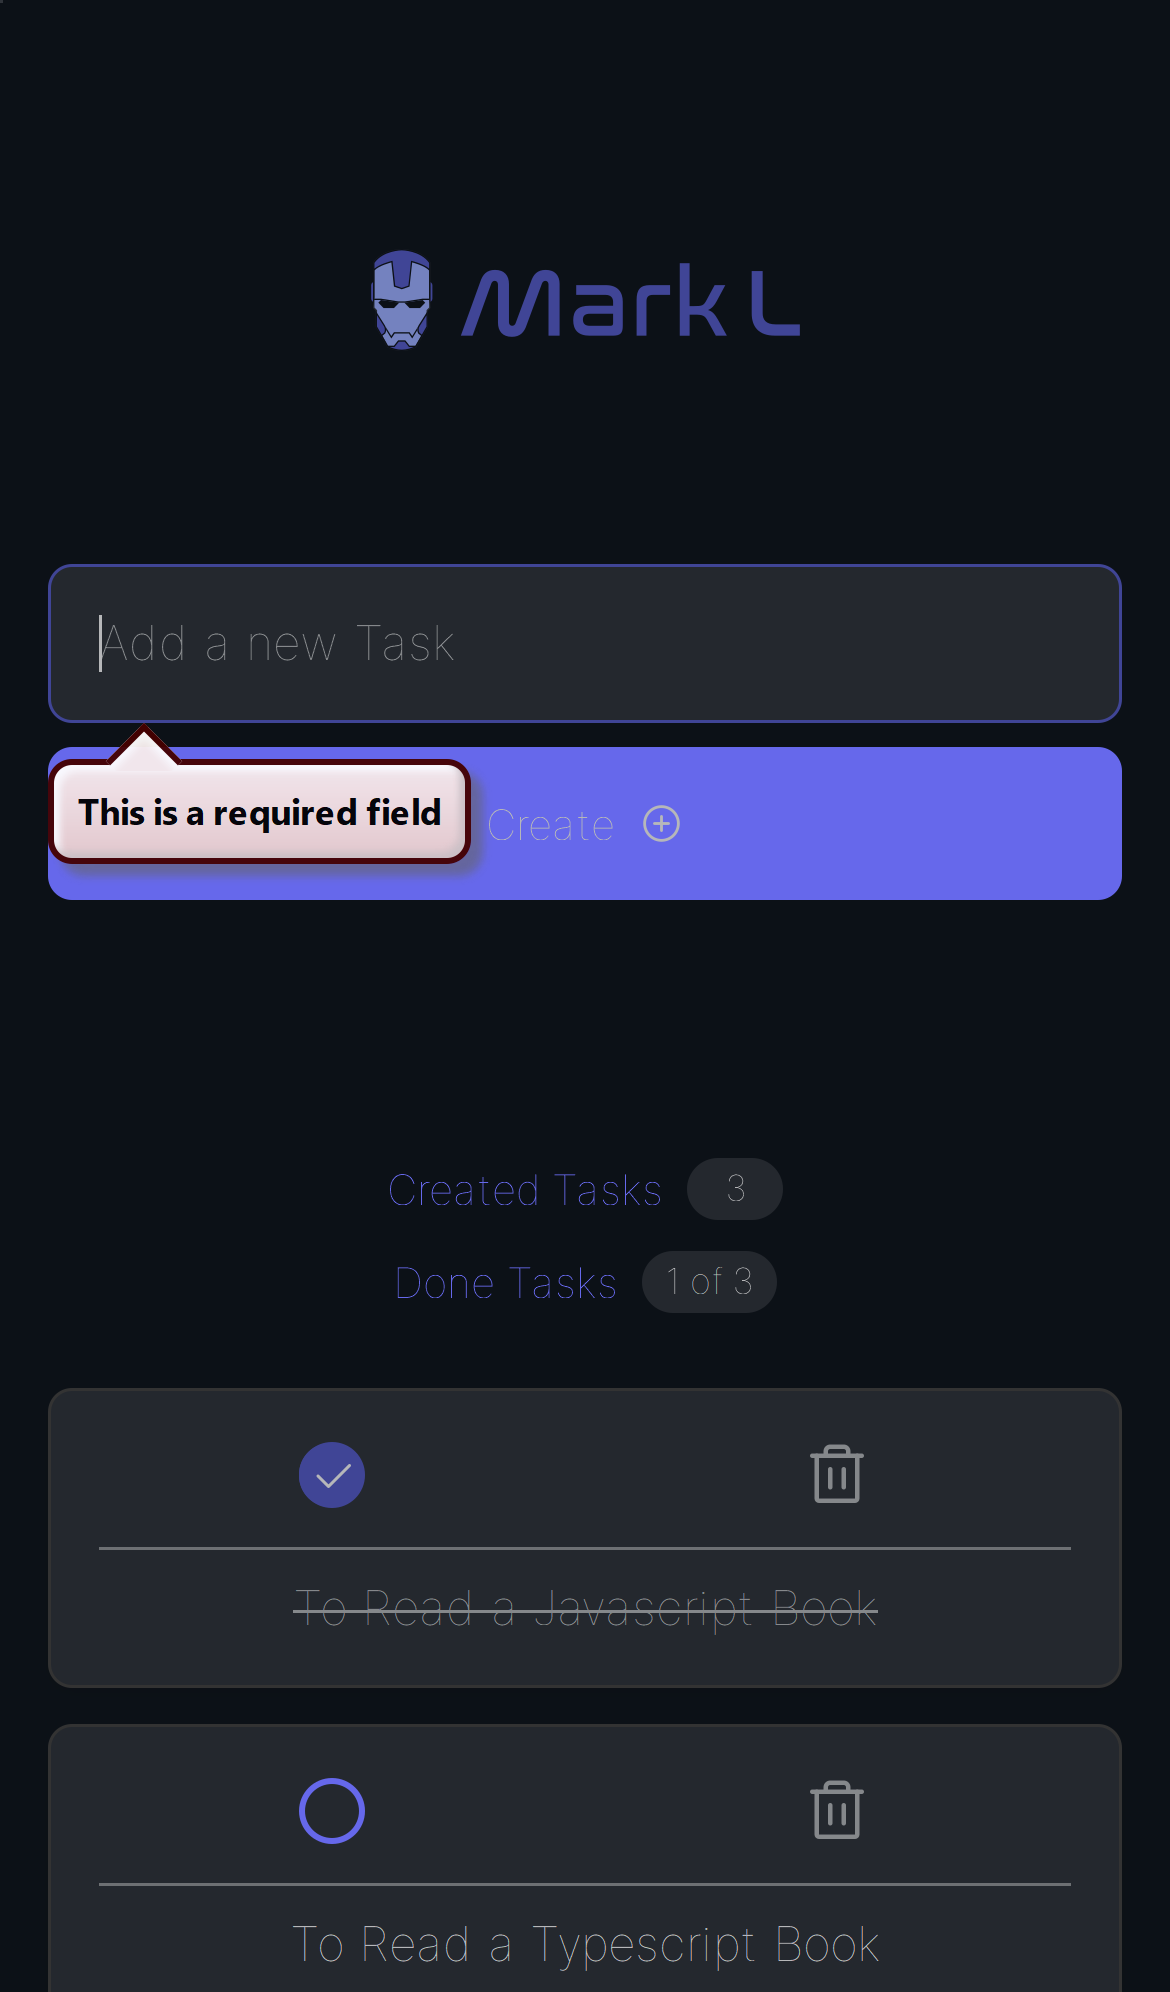 Mark L
Add a new Task
This is a required field
Create
Created Tasks 3
Done Tasks 1 of 3
To Read a Javascript Book
To Read a Typescript Book